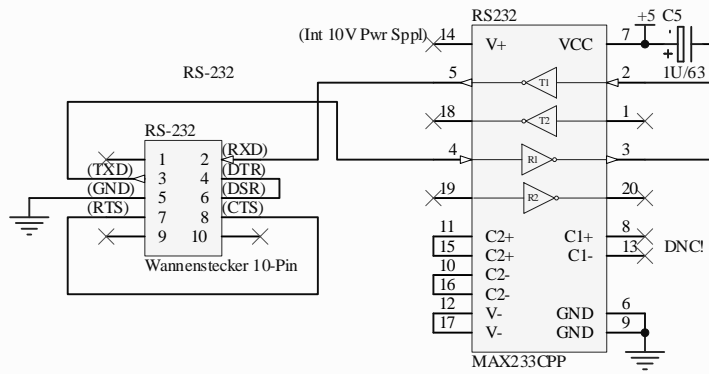 RS232
+5 C5
(Int 10V Pwr Sppl) 14 V+ VCC 7
+ 1U/63
RS-232
5 T1 2
18 T2 1
4 R1 3
19 R2 20
RS-232
1 2 (RXD)
(TXD) 3 4 (DTR)
(GND) 5 6 (DSR)
(RTS) 7 8 (CTS)
9 10
Wannenstecker 10-Pin
11 C2+ C1+ 8
15 C2+ C1- 13 DNC!
10 C2-
16 C2-
12 V- GND 6
17 V- GND 9
MAX233CPP